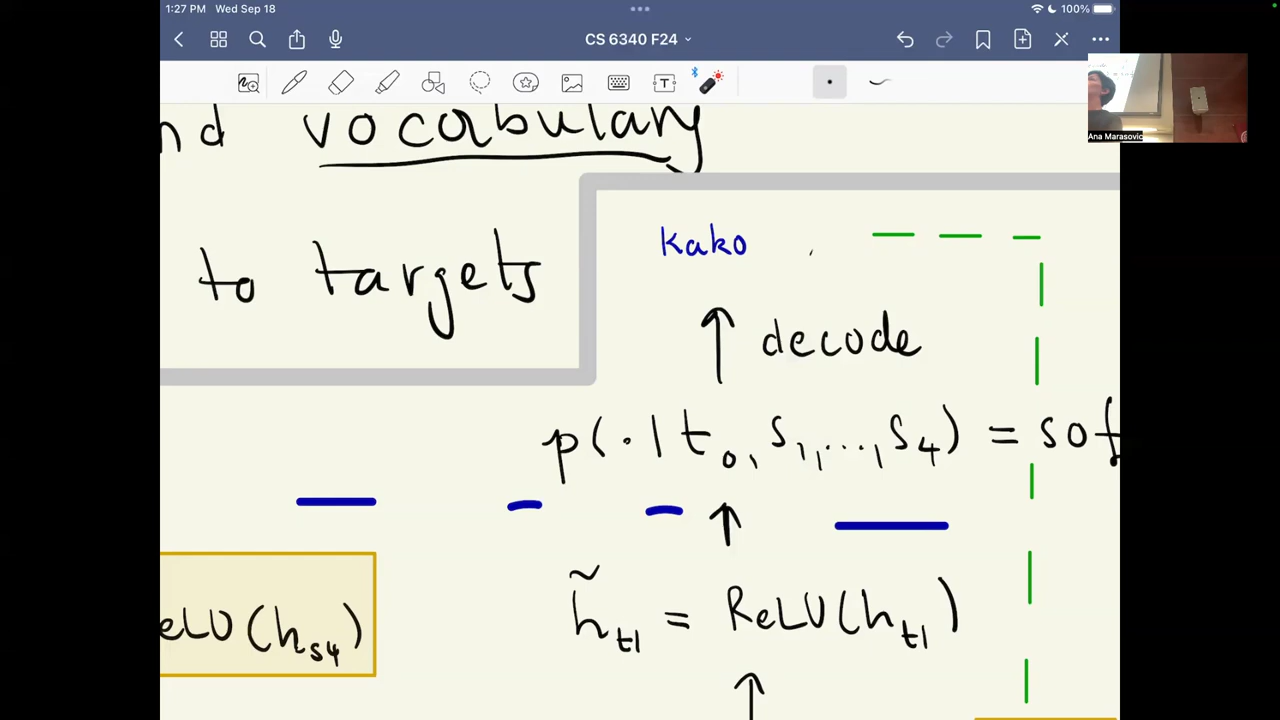 1:27 PM Wed Sep 18
100%
CS 6340 F24
Ana Marasovic
nd vocabulary
to targets
Kako
decode
p(.|t₀, s₁,...,s₄) = sof
h̃ₜ₁ = ReLU(hₜ₁)
eLU(hₛ₄)